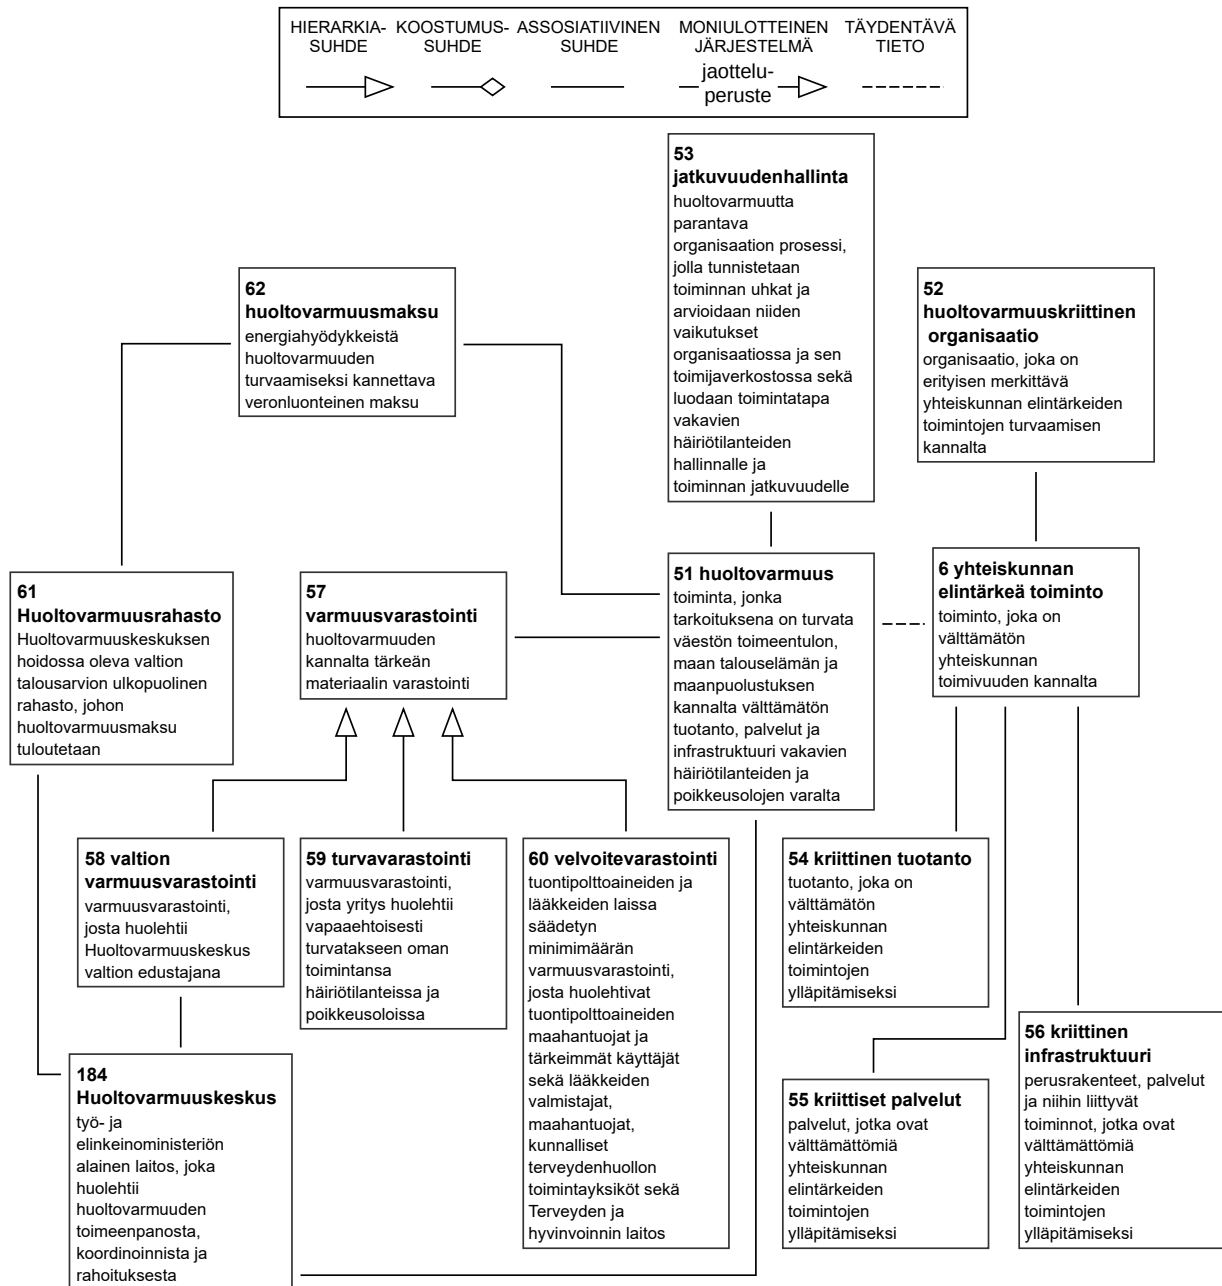 HIERARKIA-
SUHDE
KOOSTUMUS-
SUHDE
ASSOSIATIIVINEN
SUHDE
MONIULOTTEINEN
JÄRJESTELMÄ
jaottelu-
peruste
TÄYDENTÄVÄ
TIETO
53
jatkuvuudenhallinta
huoltovarmuutta
parantava
organisaation prosessi,
jolla tunnistetaan
toiminnan uhkat ja
arvioidaan niiden
vaikutukset
organisaatiossa ja sen
toimijaverkostossa sekä
luodaan toimintatapa
vakavien
häiriötilanteiden
hallinnalle ja
toiminnan jatkuvuudelle
62
huoltovarmuusmaksu
energiahyödykkeistä
huoltovarmuuden
turvaamiseksi kannettava
veronluonteinen maksu
52
huoltovarmuuskriittinen
organisaatio
organisaatio, joka on
erityisen merkittävä
yhteiskunnan elintärkeiden
toimintojen turvaamisen
kannalta
61
Huoltovarmuusrahasto
Huoltovarmuuskeskuksen
hoidossa oleva valtion
talousarvion ulkopuolinen
rahasto, johon
huoltovarmuusmaksu
tuloutetaan
57
varmuusvarastointi
huoltovarmuuden
kannalta tärkeän
materiaalin varastointi
51 huoltovarmuus
toiminta, jonka
tarkoituksena on turvata
väestön toimeentulon,
maan talouselämän ja
maanpuolustuksen
kannalta välttämätön
tuotanto, palvelut ja
infrastruktuuri vakavien
häiriötilanteiden ja
poikkeusolojen varalta
6 yhteiskunnan
elintärkeä toiminto
toiminto, joka on
välttämätön
yhteiskunnan
toimivuuden kannalta
58 valtion
varmuusvarastointi
varmuusvarastointi,
josta huolehtii
Huoltovarmuuskeskus
valtion edustajana
59 turvavarastointi
varmuusvarastointi,
josta yritys huolehtii
vapaaehtoisesti
turvatakseen oman
toimintansa
häiriötilanteissa ja
poikkeusoloissa
60 velvoitevarastointi
tuontipolttoaineiden ja
lääkkeiden laissa
säädetyn
minimimäärän
varmuusvarastointi,
josta huolehtivat
tuontipolttoaineiden
maahantuojat ja
tärkeimmät käyttäjät
sekä lääkkeiden
valmistajat,
maahantuojat,
kunnalliset
terveydenhuollon
toimintayksiköt sekä
Terveyden ja
hyvinvoinnin laitos
54 kriittinen tuotanto
tuotanto, joka on
välttämätön
yhteiskunnan
elintärkeiden
toimintojen
ylläpitämiseksi
184
Huoltovarmuuskeskus
työ- ja
elinkeinoministeriön
alainen laitos, joka
huolehtii
huoltovarmuuden
toimeenpanosta,
koordinoinnista ja
rahoituksesta
55 kriittiset palvelut
palvelut, jotka ovat
välttämättömiä
yhteiskunnan
elintärkeiden
toimintojen
ylläpitämiseksi
56 kriittinen
infrastruktuuri
perusrakenteet, palvelut
ja niihin liittyvät
toiminnot, jotka ovat
välttämättömiä
yhteiskunnan
elintärkeiden
toimintojen
ylläpitämiseksi